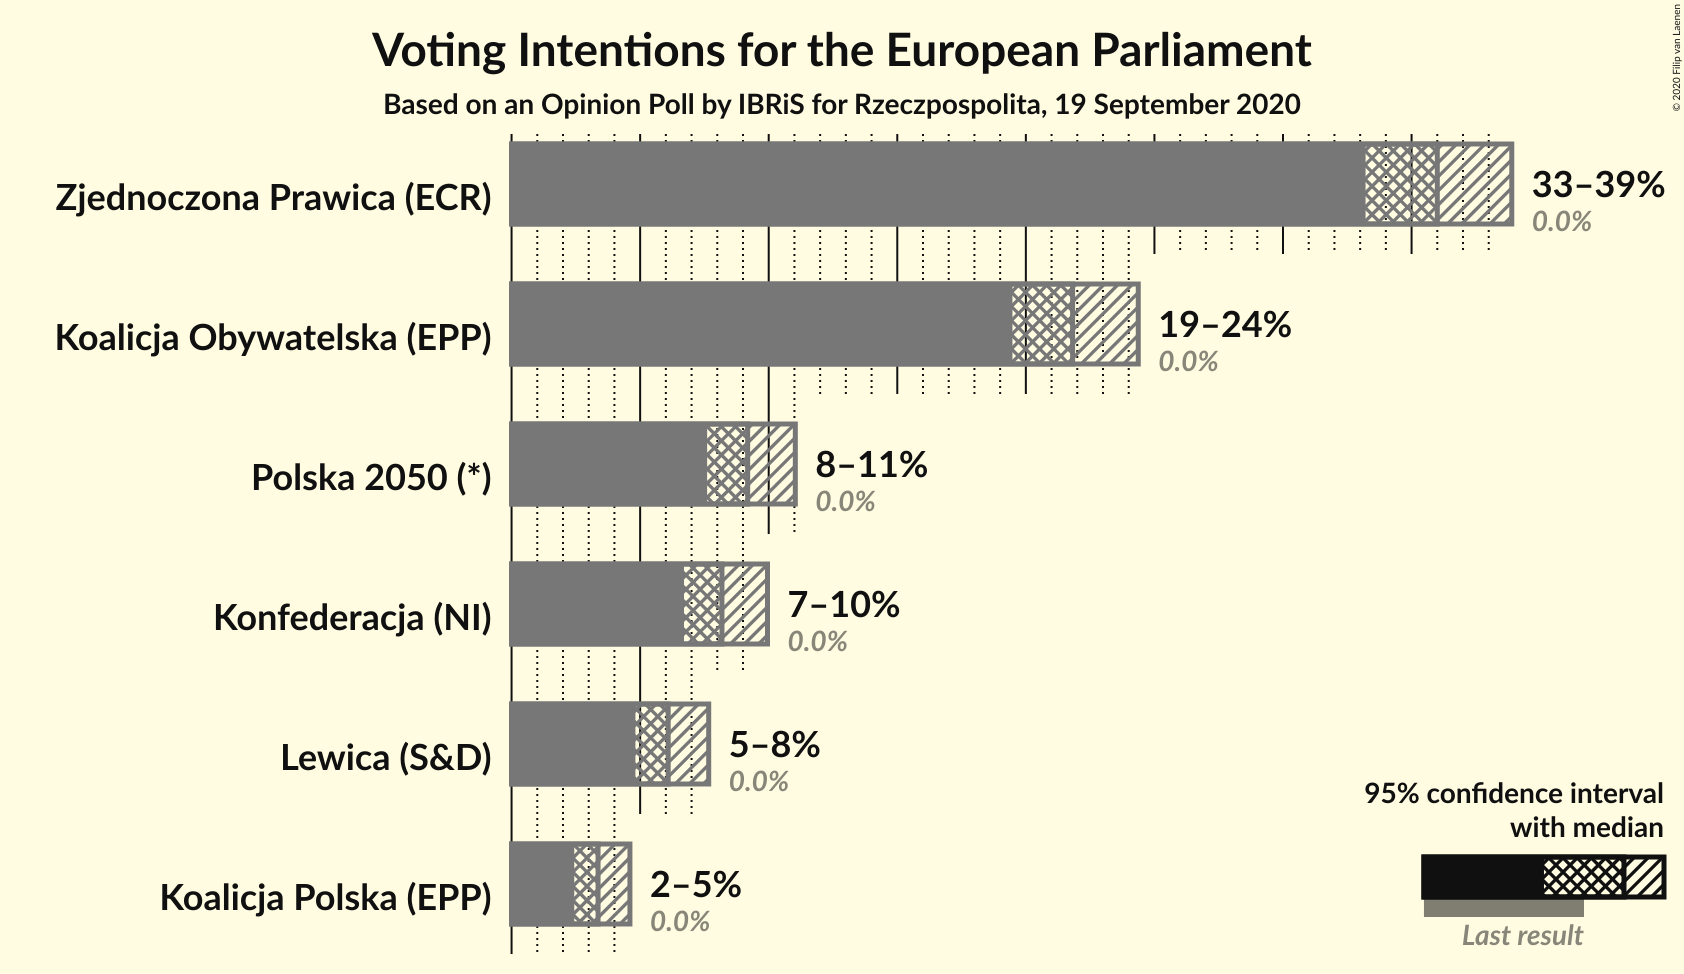 Voting Intentions for the European Parliament
Based on an Opinion Poll by IBRiS for Rzeczpospolita, 19 September 2020
© 2020 Filip van Laenen
Zjednoczona Prawica (ECR)
33–39%
0.0%
Koalicja Obywatelska (EPP)
19–24%
0.0%
Polska 2050 (*)
8–11%
0.0%
Konfederacja (NI)
7–10%
0.0%
Lewica (S&D)
5–8%
0.0%
Koalicja Polska (EPP)
2–5%
0.0%
95% confidence interval
with median
Last result